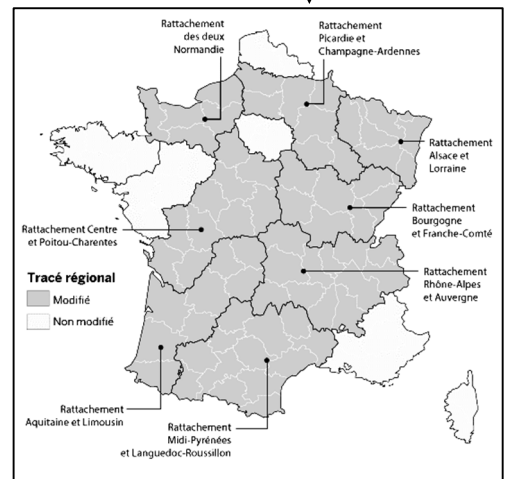 Rattachement
des deux
Normandie
Rattachement
Picardie et
Champagne-Ardennes
Rattachement
Alsace et
Lorraine
Rattachement
Bourgogne
et Franche-Comté
Rattachement Centre
et Poitou-Charentes
Rattachement
Rhône-Alpes
et Auvergne
Tracé régional
Modifié
Non modifié
Rattachement
Aquitaine et Limousin
Rattachement
Midi-Pyrénées
et Languedoc-Roussillon